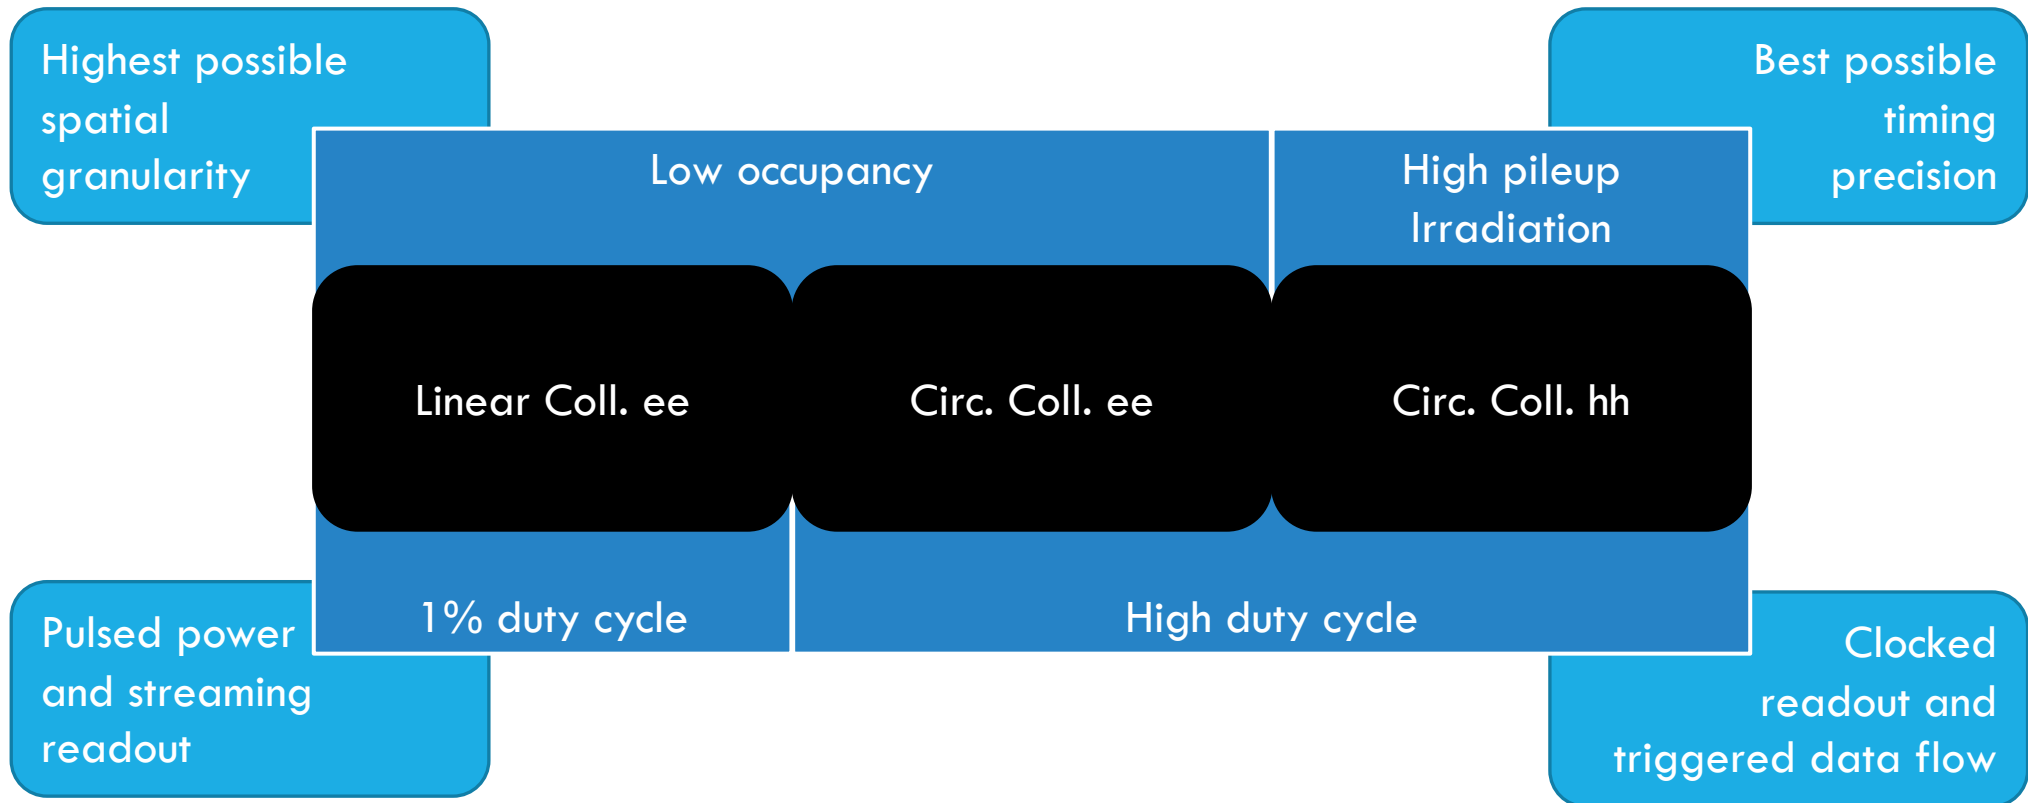 Highest possible
spatial
granularity
Best possible
timing
precision
Low occupancy
High pileup
Irradiation
Linear Coll. ee
Circ. Coll. ee
Circ. Coll. hh
1% duty cycle
High duty cycle
Pulsed power
and streaming
readout
Clocked
readout and
triggered data flow